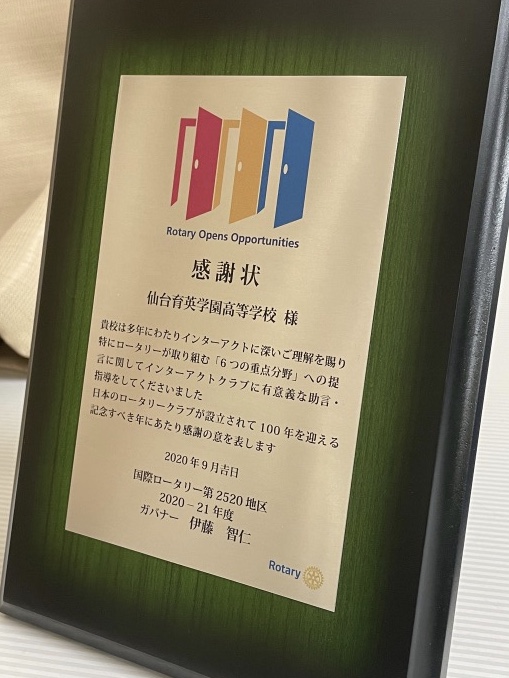 Rotary Opens Opportunities
感謝状
仙台育英学園高等学校 様
貴校は多年にわたりインターアクトに深いご理解を賜り
特にロータリーが取り組む「6つの重点分野」への提
言に関してインターアクトクラブに有意義な助言・
指導をしてくださいました
日本のロータリークラブが設立されて100年を迎える
記念すべき年にあたり感謝の意を表します
2020年9月吉日
国際ロータリー第2520地区
2020–21年度
ガバナー 伊藤 智仁
Rotary